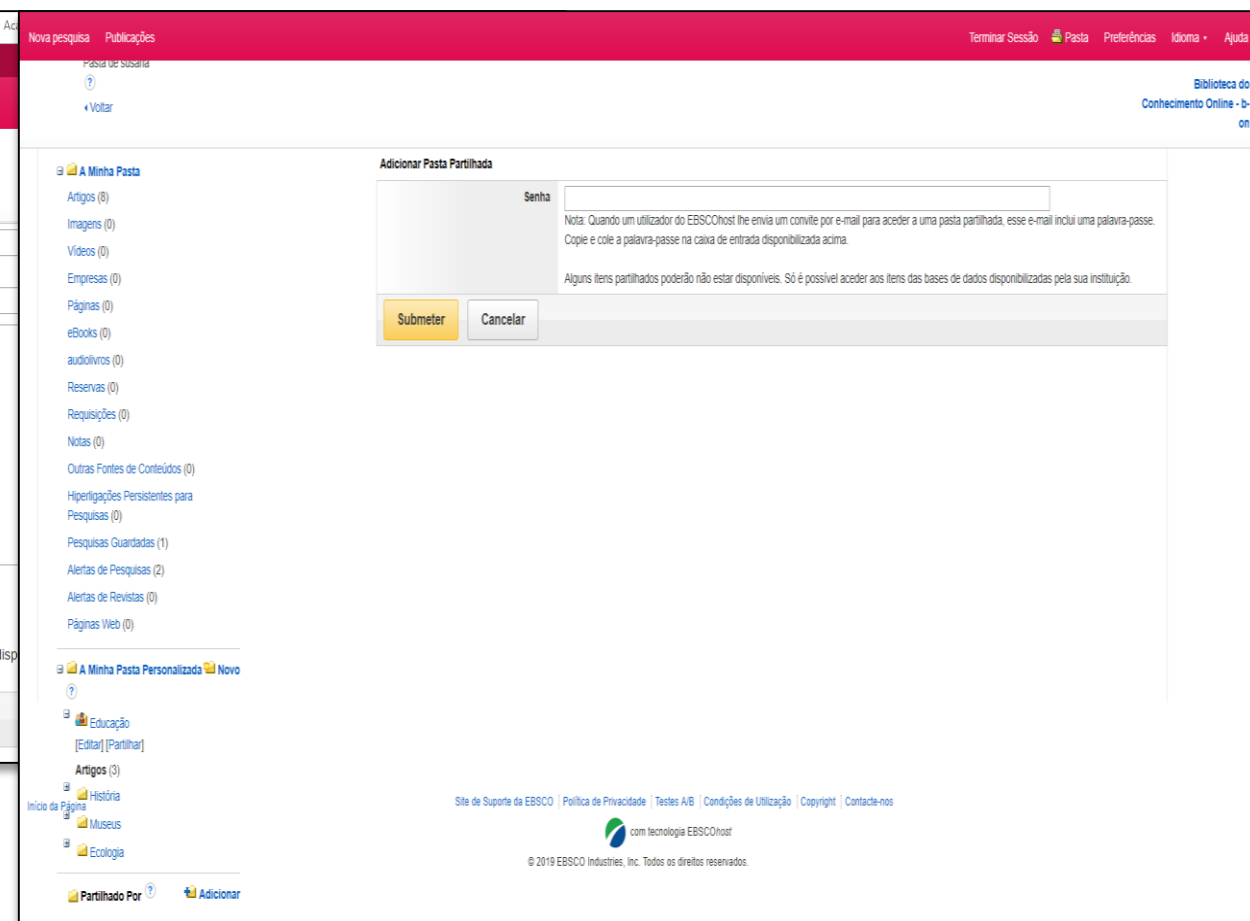 Nova pesquisa Publicações Terminar Sessão Pasta Preferências Idioma Ajuda
Pasta de susana
?
Voltar
Biblioteca do
Conhecimento Online - b-
on
A Minha Pasta
Artigos (8)
Imagens (0)
Vídeos (0)
Empresas (0)
Páginas (0)
eBooks (0)
audiolivros (0)
Reservas (0)
Requisições (0)
Notas (0)
Outras Fontes de Conteúdos (0)
Hiperligações Persistentes para
Pesquisas (0)
Pesquisas Guardadas (1)
Alertas de Pesquisas (2)
Alertas de Revistas (0)
Páginas Web (0)
A Minha Pasta Personalizada Novo
?
Educação
[Editar] [Partilhar]
Artigos (3)
História
Início da Página
Museus
Ecologia
Partilhado Por ? Adicionar
Adicionar Pasta Partilhada
Senha
Nota: Quando um utilizador do EBSCOhost lhe envia um convite por e-mail para aceder a uma pasta partilhada, esse e-mail inclui uma palavra-passe.
Copie e cole a palavra-passe na caixa de entrada disponibilizada acima.
Alguns itens partilhados poderão não estar disponíveis. Só é possível aceder aos itens das bases de dados disponibilizadas pela sua instituição.
Submeter Cancelar
Site de Suporte da EBSCO Política de Privacidade Testes A/B Condições de Utilização Copyright Contacte-nos
com tecnologia EBSCOhost
© 2019 EBSCO Industries, Inc. Todos os direitos reservados.